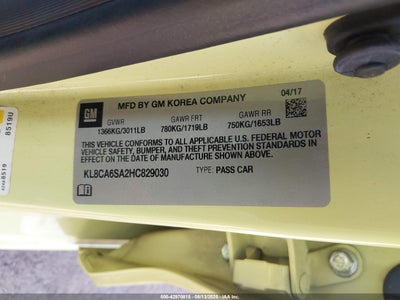 GM
MFD BY GM KOREA COMPANY
04/17
GVWR GAWR FRT GAWR RR
1366KG/3011LB 780KG/1719LB 750KG/1653LB
THIS VEHICLE CONFORMS TO ALL APPLICABLE U.S. FEDERAL MOTOR
VEHICLE SAFETY, BUMPER, AND THEFT PREVENTION STANDARDS
IN EFFECT ON THE DATE OF MANUFACTURE SHOWN ABOVE.
KL8CA6SA2HC829030 TYPE: PASS CAR
8519U
8519